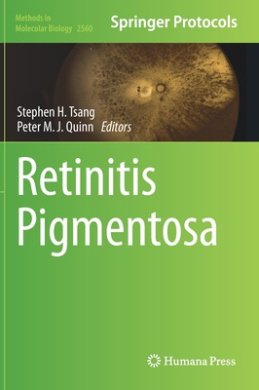 Methods in
Molecular Biology 2560
Springer Protocols
Stephen H. Tsang
Peter M. J. Quinn Editors
Retinitis
Pigmentosa
Humana Press